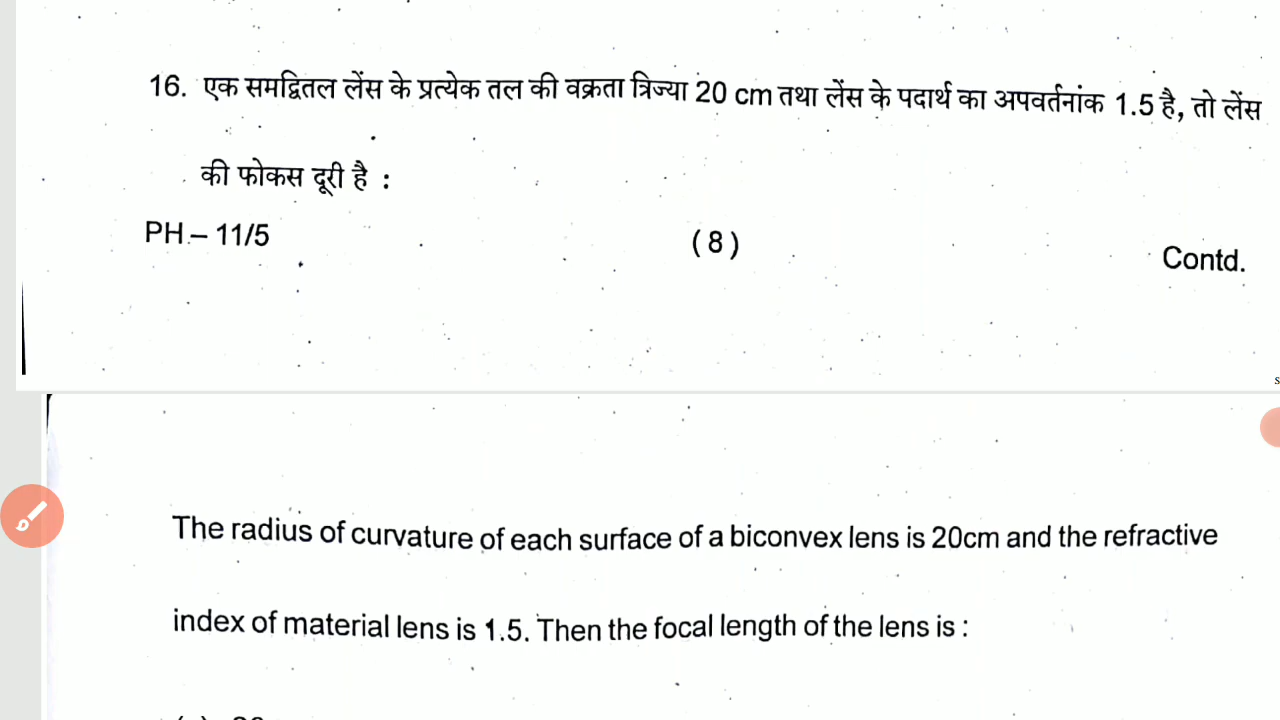 16. एक समद्वितल लेंस के प्रत्येक तल की वक्रता त्रिज्या 20 cm तथा लेंस के पदार्थ का अपवर्तनांक 1.5 है, तो लेंस
की फोकस दूरी है :
PH – 11/5 (8) Contd.
The radius of curvature of each surface of a biconvex lens is 20cm and the refractive
index of material lens is 1.5. Then the focal length of the lens is :